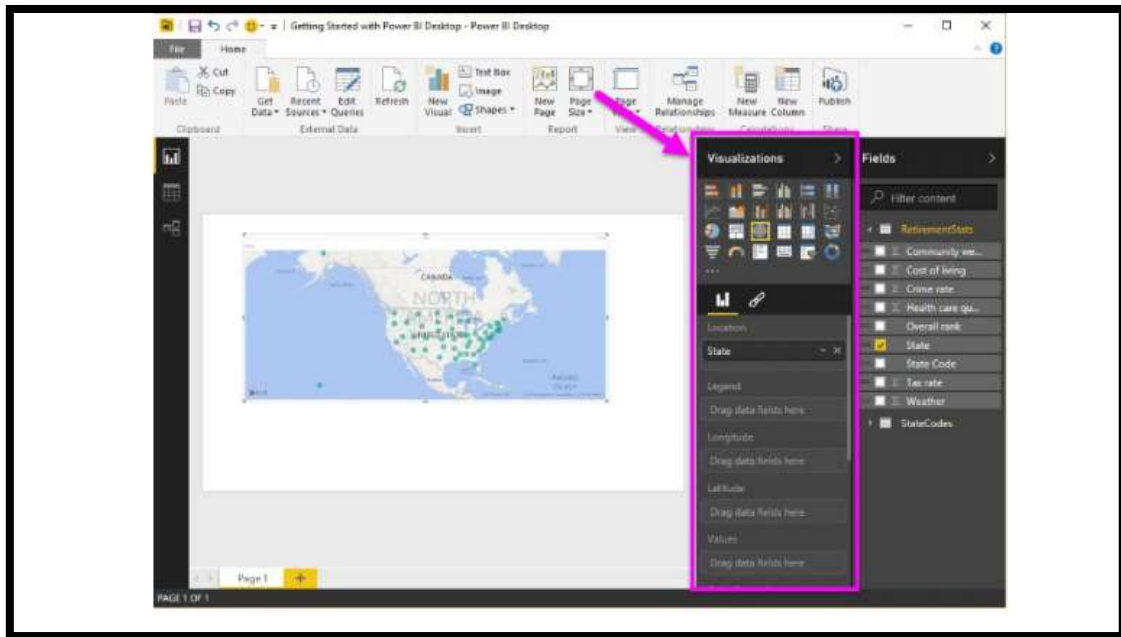 Getting Started with Power BI Desktop - Power BI Desktop
File Home
Paste
Cut
Copy
Get Data
Recent Sources
Edit Queries
Refresh
New Visual
Text Box
Image
Shapes
New Page
Page Size
Page
Manage Relationships
New Measure
New Column
Publish
Clipboard
External Data
Insert
Report
View
Relationships
Calculations
Share
Visualizations
Location
State
Legend
Drag data fields here
Longitude
Drag data fields here
Latitude
Drag data fields here
Values
Drag data fields here
Fields
Filter content
RetirementStats
Community we...
Cost of living
Crime rate
Health care qu...
Overall rank
State
State Code
Tax rate
Weather
StateCodes
CANADA
NORTH
UNITED STATES
Page 1
PAGE 1 OF 1